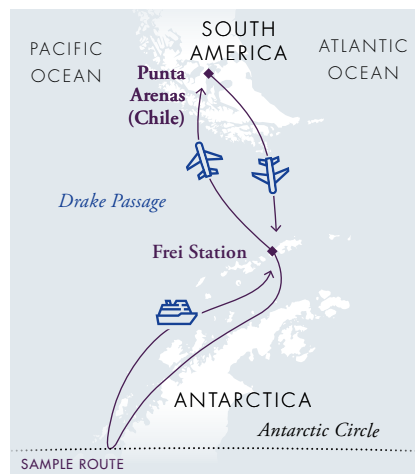 SOUTH
AMERICA
PACIFIC
OCEAN
ATLANTIC
OCEAN
Punta
Arenas
(Chile)
Drake Passage
Frei Station
ANTARCTICA
Antarctic Circle
SAMPLE ROUTE